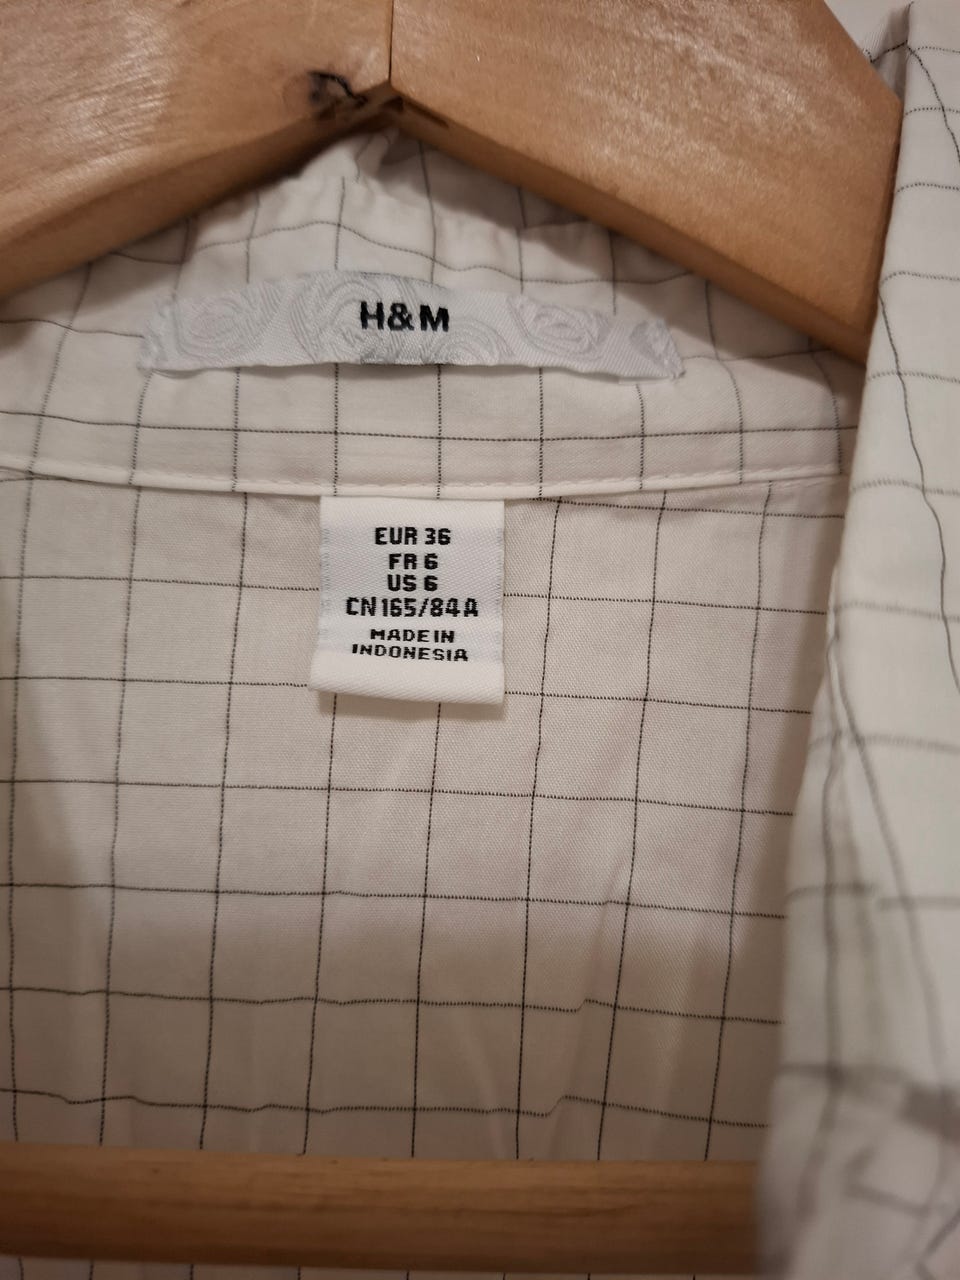 H&M
EUR 36
FR 6
US 6
CN 165/84A
MADE IN
INDONESIA